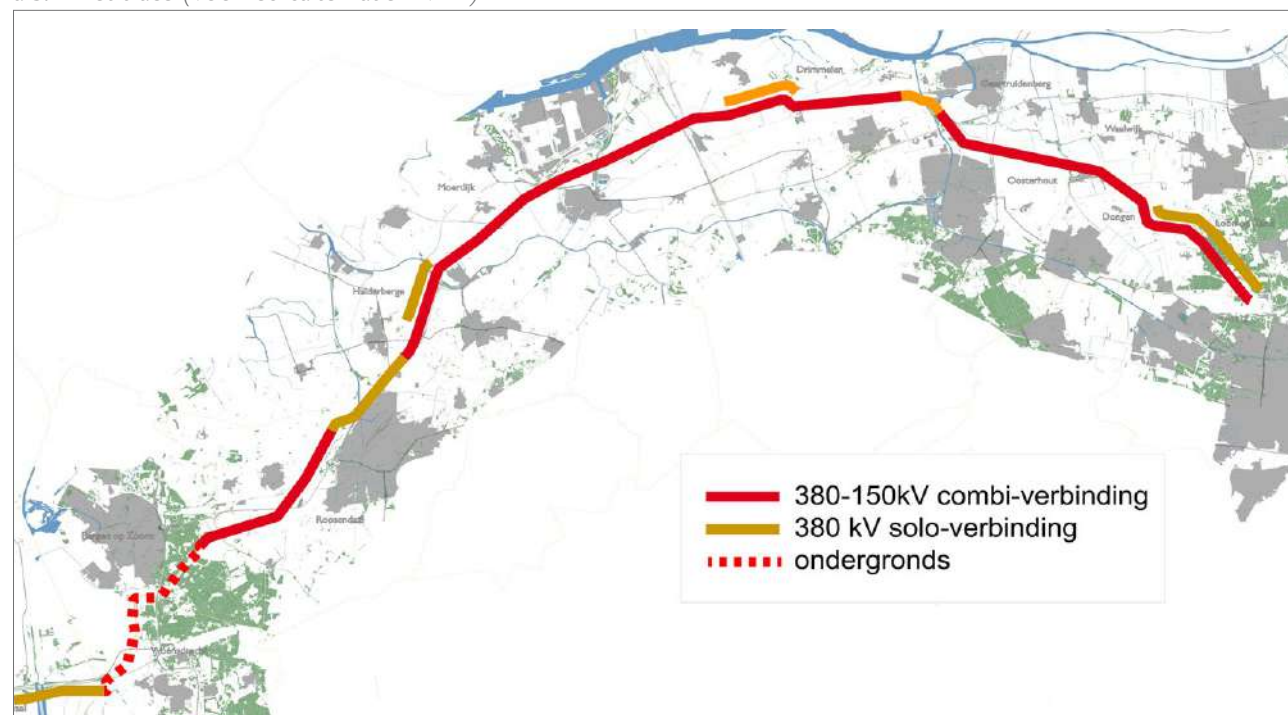 Drimmelen
Geertruidenberg
Waalwijk
Moerdijk
Oosterhout
Dongen
Halderberge
Roosendaal
Bergen op Zoom
Woensdrecht
380-150kV combi-verbinding
380 kV solo-verbinding
ondergronds